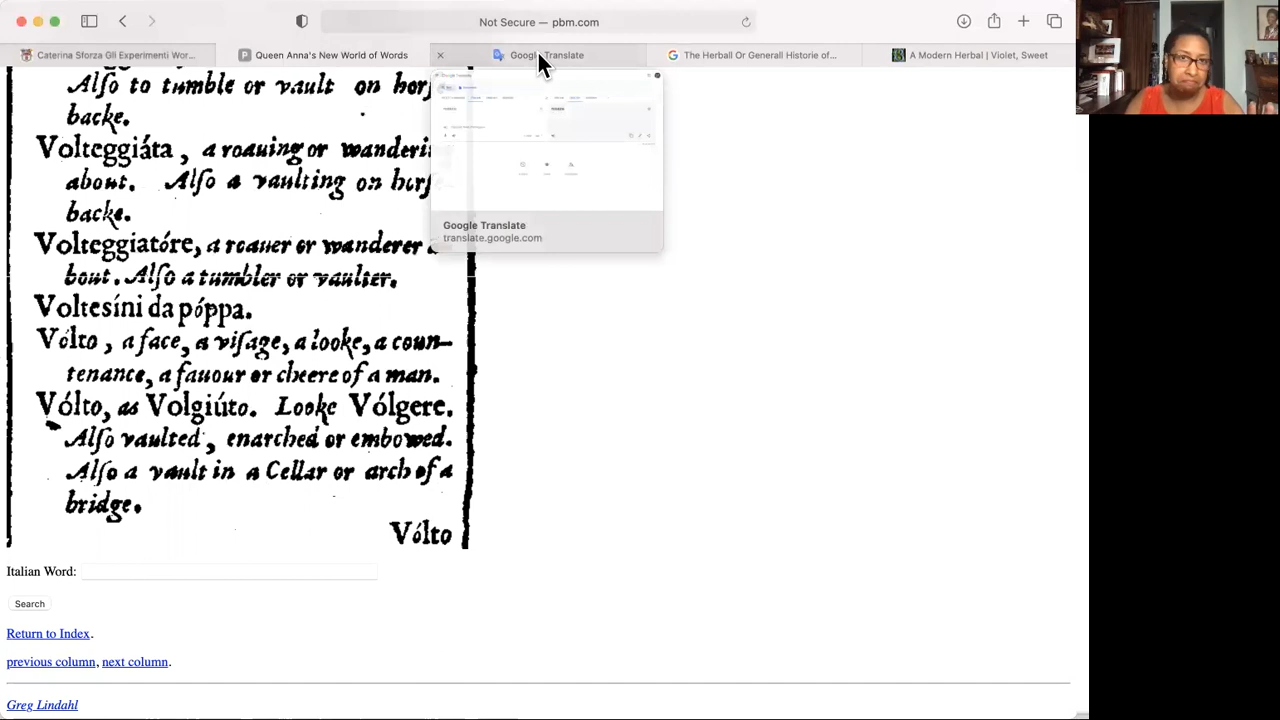 Not Secure — pbm.com
Caterina Sforza Gli Experimenti Wor...
Queen Anna's New World of Words
Google Translate
The Herball Or Generall Historie of...
A Modern Herbal | Violet, Sweet
Google Translate
translate.google.com
Alſo to tumble or vault on horſ
backe.
Volteggiáta, a roauing or wanderin
about. Alſo a vaulting on horſe
backe.
Volteggiatóre, a roauer or wanderer a
bout. Alſo a tumbler or vaulter.
Voltesíni da póppa.
Vólto, a face, a viſage, a looke, a coun-
tenance, a fauour or cheere of a man.
Vólto, as Volgiúto. Looke Vólgere.
Alſo vaulted, enarched or embowed.
Alſo a vault in a Cellar or arch of a
bridge.
Vólto
Italian Word:
Search
Return to Index.
previous column, next column.
Greg Lindahl